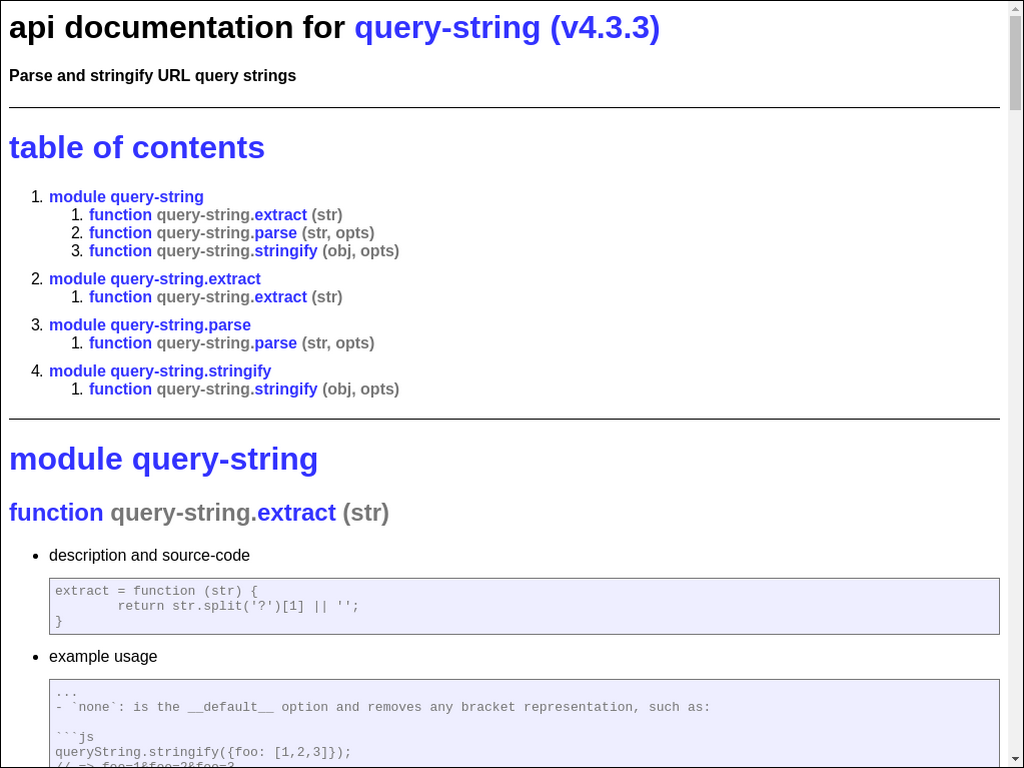 api documentation for query-string (v4.3.3)
Parse and stringify URL query strings
table of contents
1. module query-string
1. function query-string.extract (str)
2. function query-string.parse (str, opts)
3. function query-string.stringify (obj, opts)
2. module query-string.extract
1. function query-string.extract (str)
3. module query-string.parse
1. function query-string.parse (str, opts)
4. module query-string.stringify
1. function query-string.stringify (obj, opts)
module query-string
function query-string.extract (str)
• description and source-code
extract = function (str) {
        return str.split('?')[1] || '';
}
• example usage
...
- `none`: is the __default__ option and removes any bracket representation, such as:
```js
queryString.stringify({foo: [1,2,3]});
// => foo=1&foo=2&foo=3